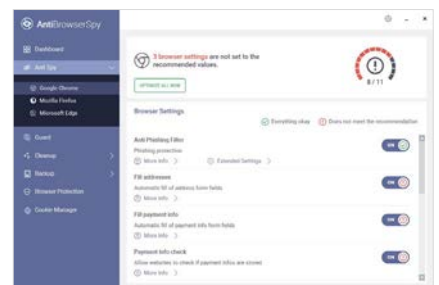 AntiBrowserSpy
Dashboard
Anti Spy
Google Chrome
Mozilla Firefox
Microsoft Edge
Guard
Cleanup
Backup
Browser Protection
Cookie Manager
3 browser settings are not set to the
recommended values.
OPTIMIZE ALL NOW
8/11
Browser Settings
Everything okay
Does not meet the recommendation
Anti-Phishing Filter
Phishing protection
More info
Extended Settings
ON
Fill addresses
Automatic fill of address form fields
More info
ON
Fill payment info
Automatic fill of payment info form fields
More info
ON
Payment info check
Allow websites to check if payment infos are stored
More info
ON